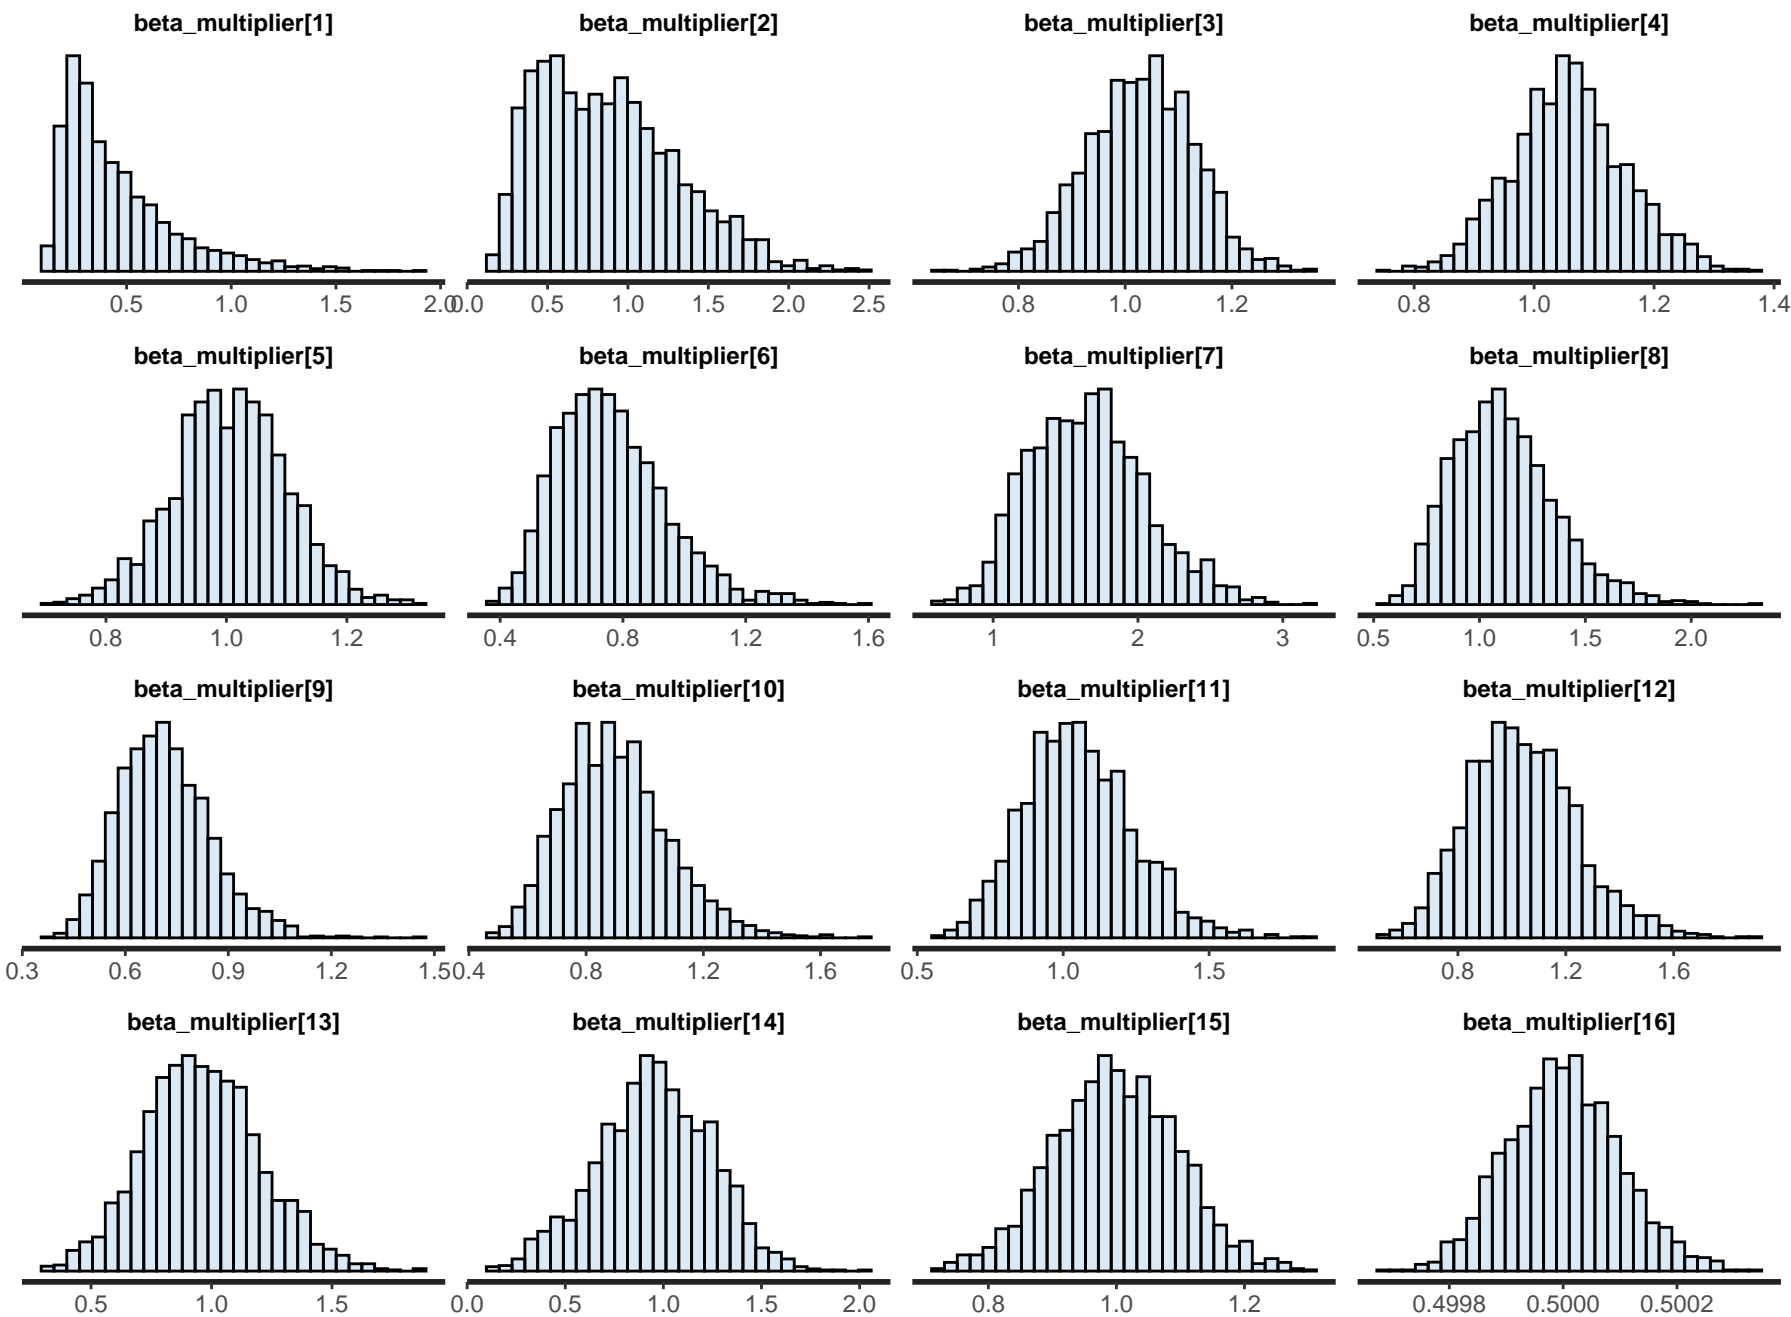 beta_multiplier[1] beta_multiplier[2] beta_multiplier[3] beta_multiplier[4]
0.5 1.0 1.5 2.0 0.0 0.5 1.0 1.5 2.0 2.5 0.8 1.0 1.2 0.8 1.0 1.2 1.4
beta_multiplier[5] beta_multiplier[6] beta_multiplier[7] beta_multiplier[8]
0.8 1.0 1.2 0.4 0.8 1.2 1.6 1 2 3 0.5 1.0 1.5 2.0
beta_multiplier[9] beta_multiplier[10] beta_multiplier[11] beta_multiplier[12]
0.3 0.6 0.9 1.2 1.5 0.4 0.8 1.2 1.6 0.5 1.0 1.5 0.8 1.2 1.6
beta_multiplier[13] beta_multiplier[14] beta_multiplier[15] beta_multiplier[16]
0.5 1.0 1.5 0.0 0.5 1.0 1.5 2.0 0.8 1.0 1.2 0.4998 0.5000 0.5002